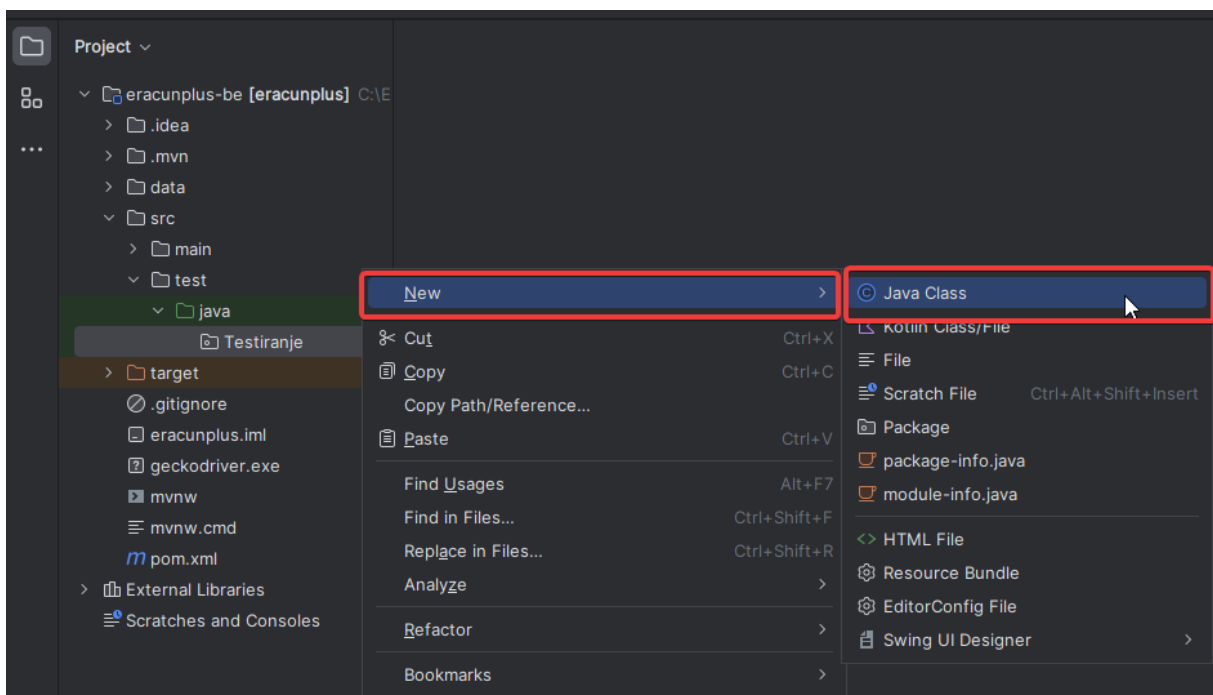 Project
eracunplus-be [eracunplus] C:\E
.idea
.mvn
data
src
main
test
java
Testiranje
target
.gitignore
eracunplus.iml
geckodriver.exe
mvnw
mvnw.cmd
m pom.xml
External Libraries
Scratches and Consoles
New
Cut Ctrl+X
Copy Ctrl+C
Copy Path/Reference...
Paste Ctrl+V
Find Usages Alt+F7
Find in Files... Ctrl+Shift+F
Replace in Files... Ctrl+Shift+R
Analyze
Refactor
Bookmarks
Java Class
Kotlin Class/File
File
Scratch File Ctrl+Alt+Shift+Insert
Package
package-info.java
module-info.java
HTML File
Resource Bundle
EditorConfig File
Swing UI Designer